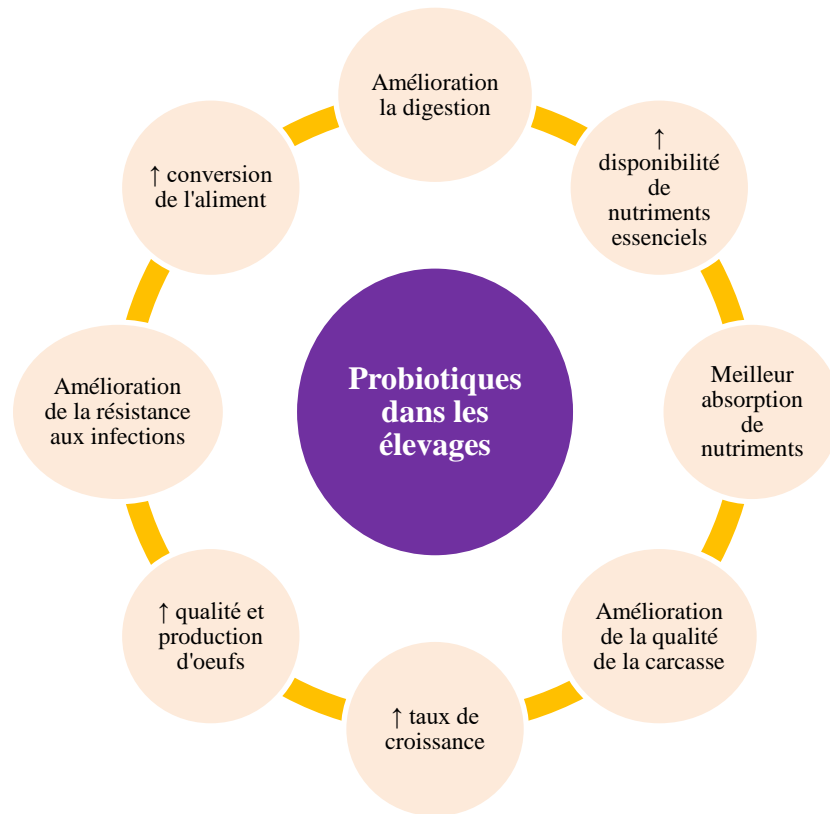 Amélioration
la digestion
↑
disponibilité
de
nutriments
essenciels
Meilleur
absorption
de
nutriments
Amélioration
de la qualité
de la carcasse
↑ taux de
croissance
↑ qualité et
production
d'oeufs
Amélioration
de la résistance
aux infections
↑ conversion
de l'aliment
Probiotiques
dans les
élevages